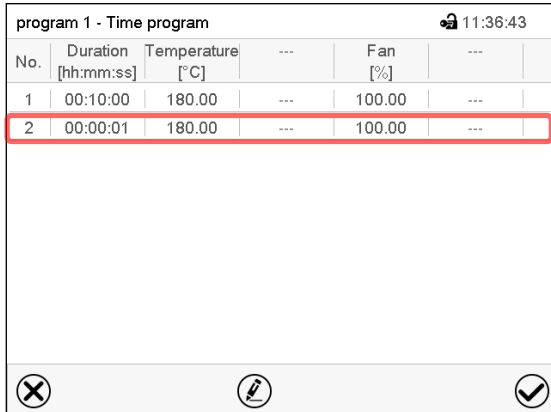 program 1 - Time program 11:36:43
No. Duration [hh:mm:ss] Temperature [°C] --- Fan [%] ---
1 00:10:00 180.00 --- 100.00 ---
2 00:00:01 180.00 --- 100.00 ---